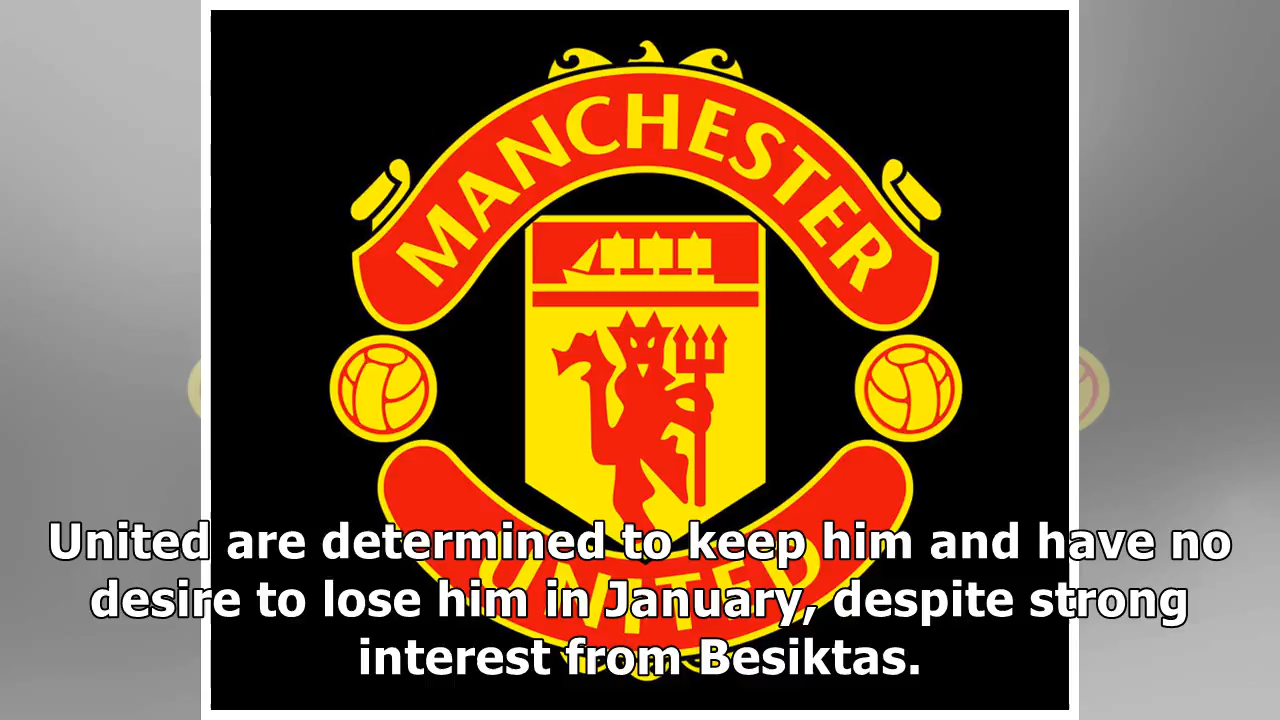 MANCHESTER
UNITED
United are determined to keep him and have no
desire to lose him in January, despite strong
interest from Besiktas.